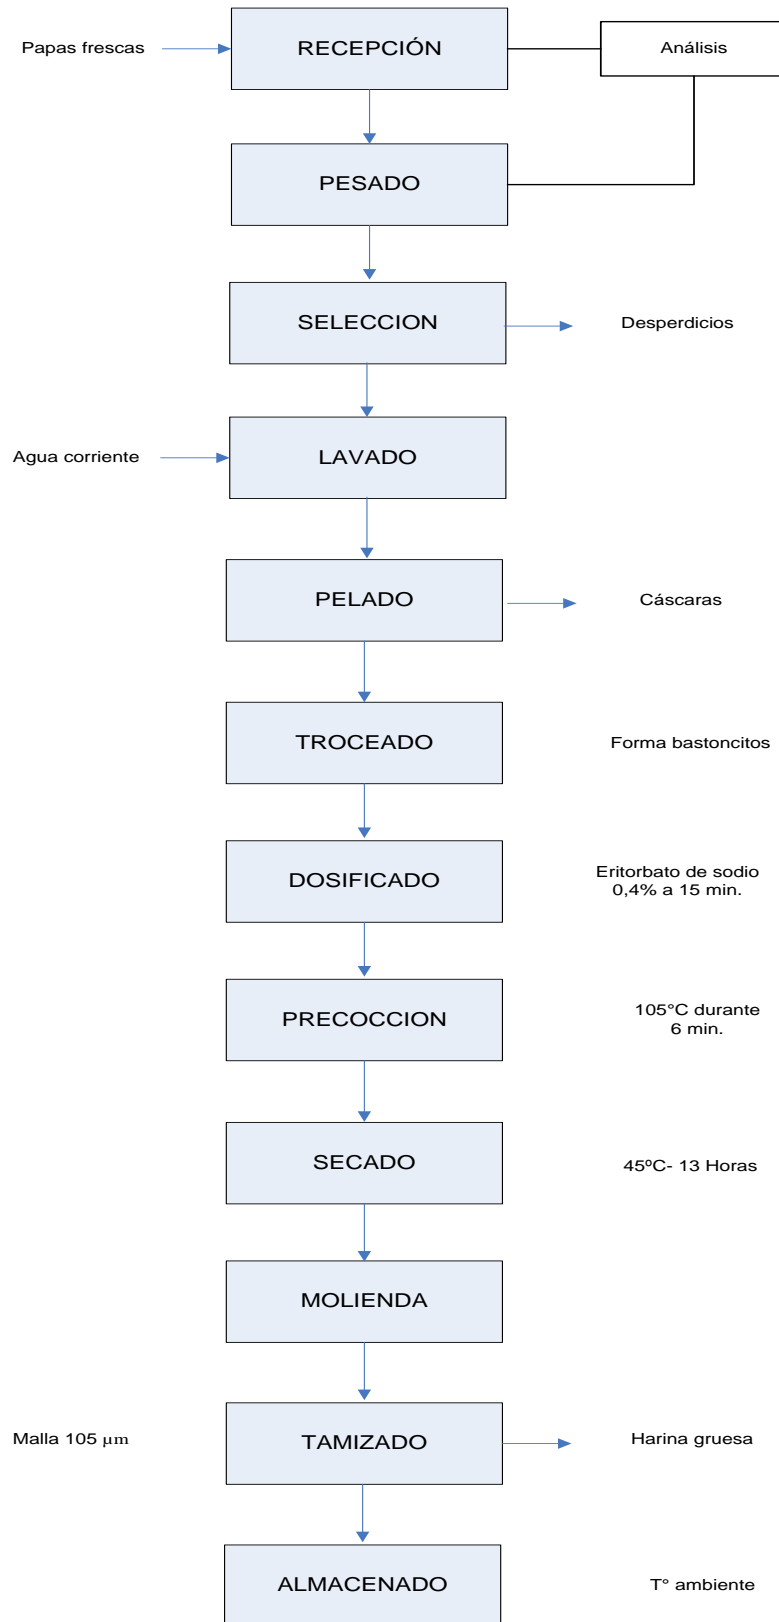 Papas frescas
RECEPCIÓN
Análisis
PESADO
SELECCION
Desperdicios
Agua corriente
LAVADO
PELADO
Cáscaras
TROCEADO
Forma bastoncitos
DOSIFICADO
Eritorbato de sodio
0,4% a 15 min.
PRECOCCION
105°C durante
6 min.
SECADO
45ºC- 13 Horas
MOLIENDA
Malla 105 µm
TAMIZADO
Harina gruesa
ALMACENADO
T° ambiente